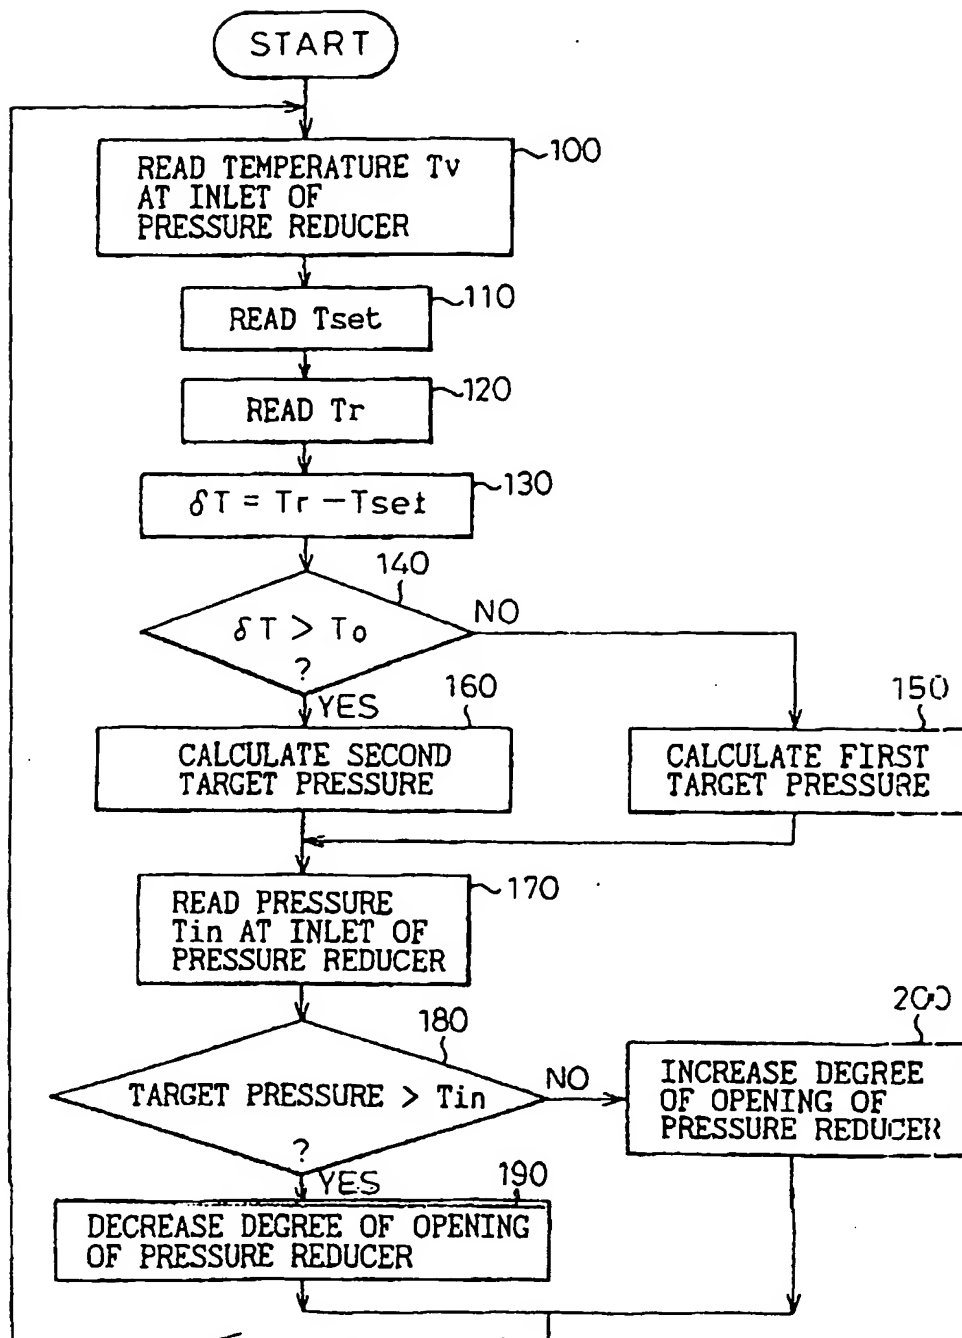 START
READ TEMPERATURE Tv
AT INLET OF
PRESSURE REDUCER
100
READ Tset
110
READ Tr
120
δT = Tr – Tset
130
140
δT > To
?
NO
YES
160
CALCULATE SECOND
TARGET PRESSURE
150
CALCULATE FIRST
TARGET PRESSURE
170
READ PRESSURE
Tin AT INLET OF
PRESSURE REDUCER
180
TARGET PRESSURE > Tin
?
NO
200
INCREASE DEGREE
OF OPENING OF
PRESSURE REDUCER
YES
190
DECREASE DEGREE OF OPENING
OF PRESSURE REDUCER